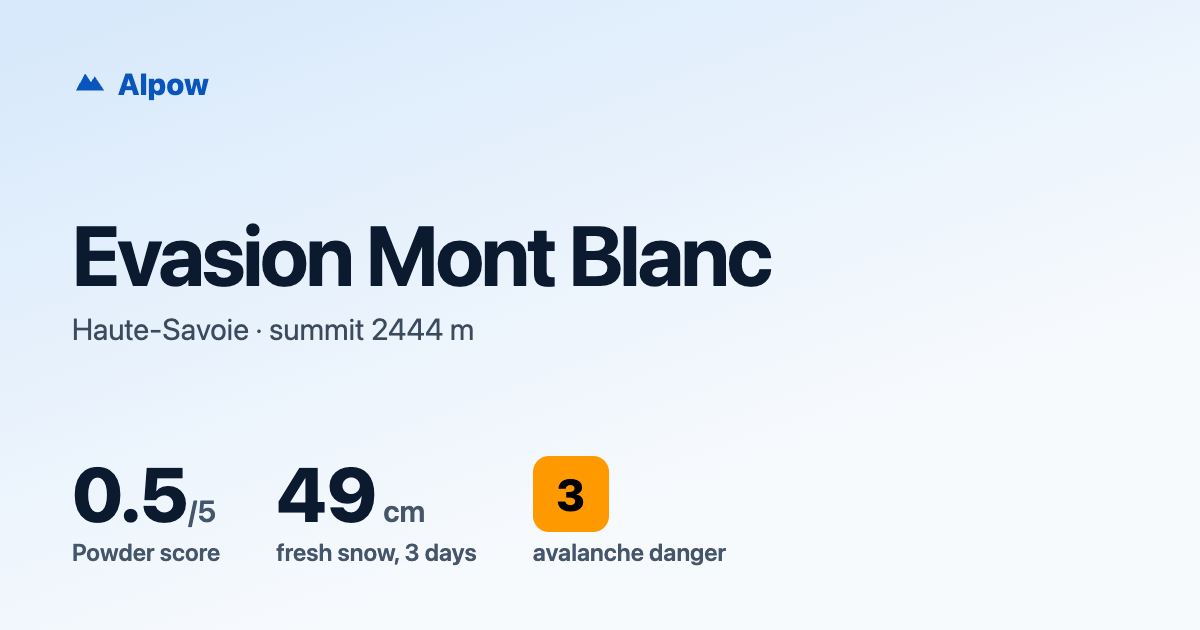 Alpow
Evasion Mont Blanc
Haute-Savoie · summit 2444 m
0.5/5
Powder score
49 cm
fresh snow, 3 days
3
avalanche danger